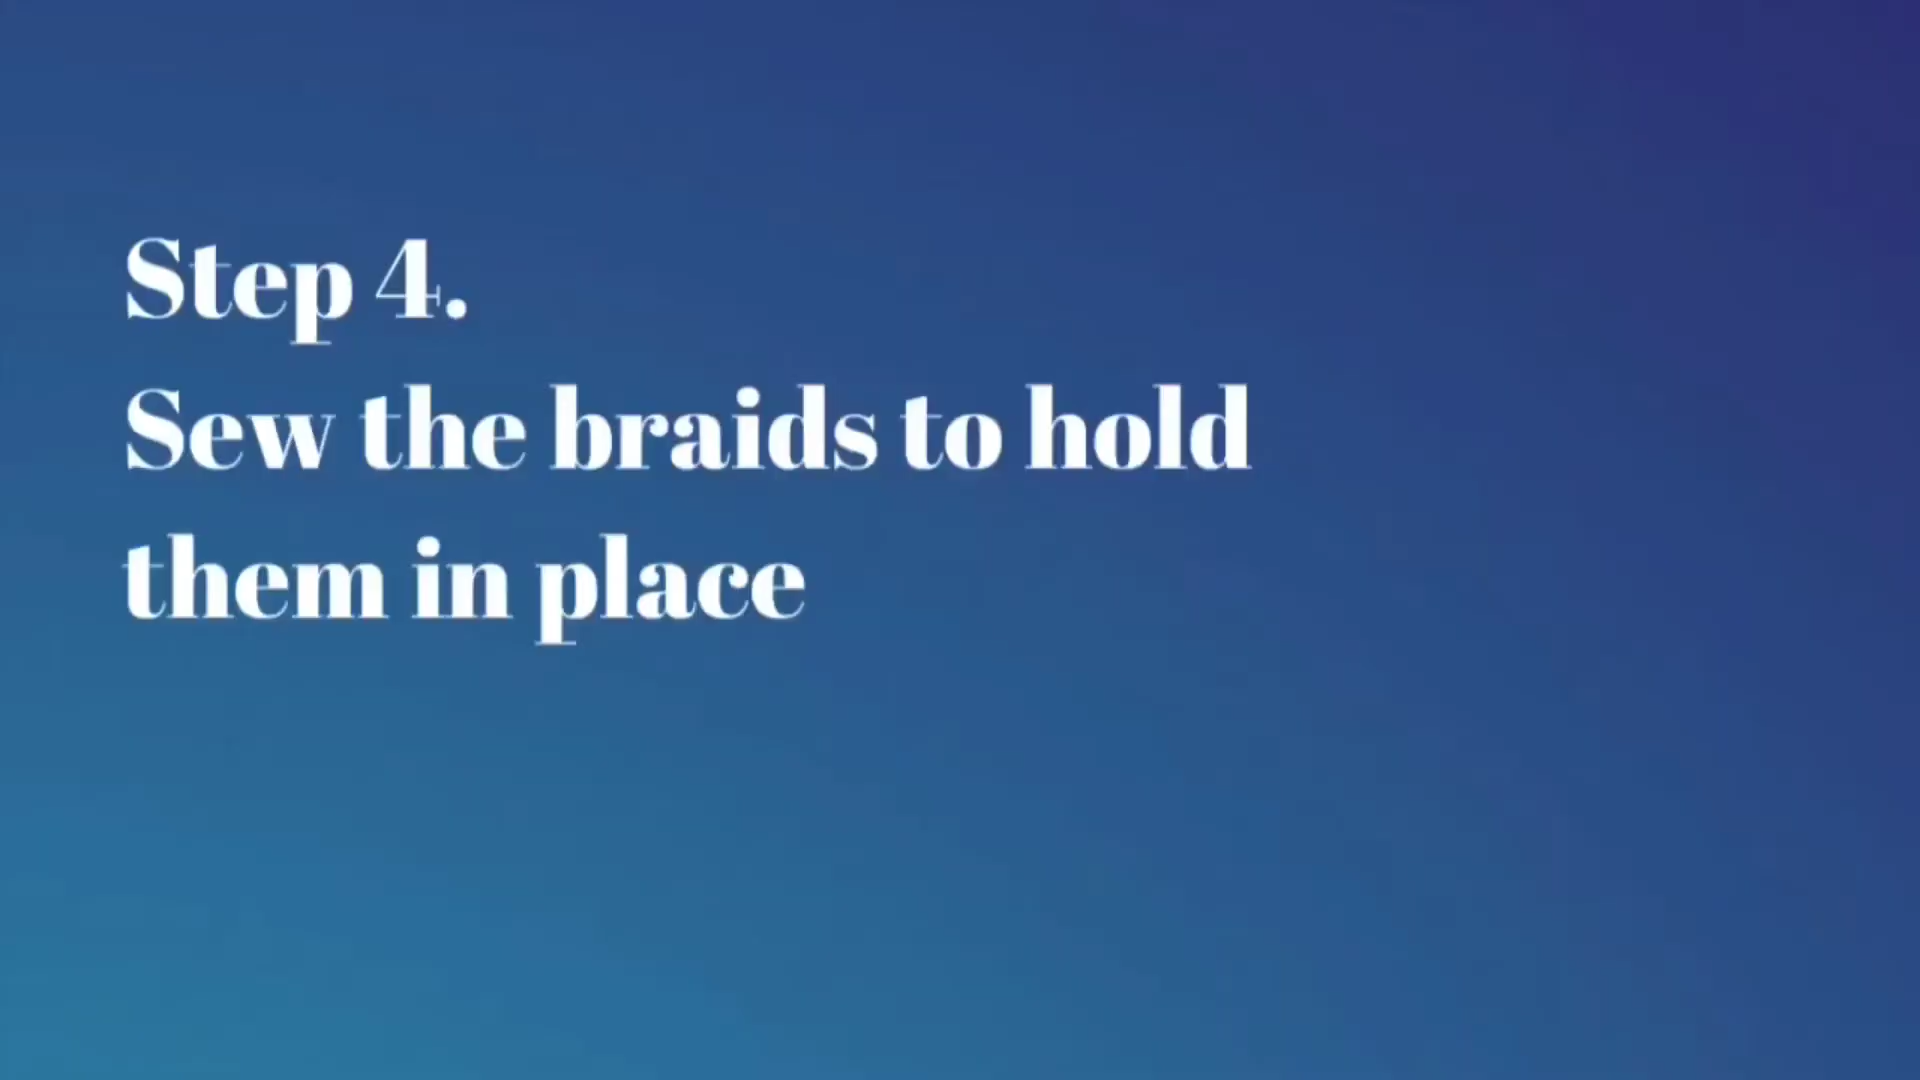 Step 4.
Sew the braids to hold
them in place